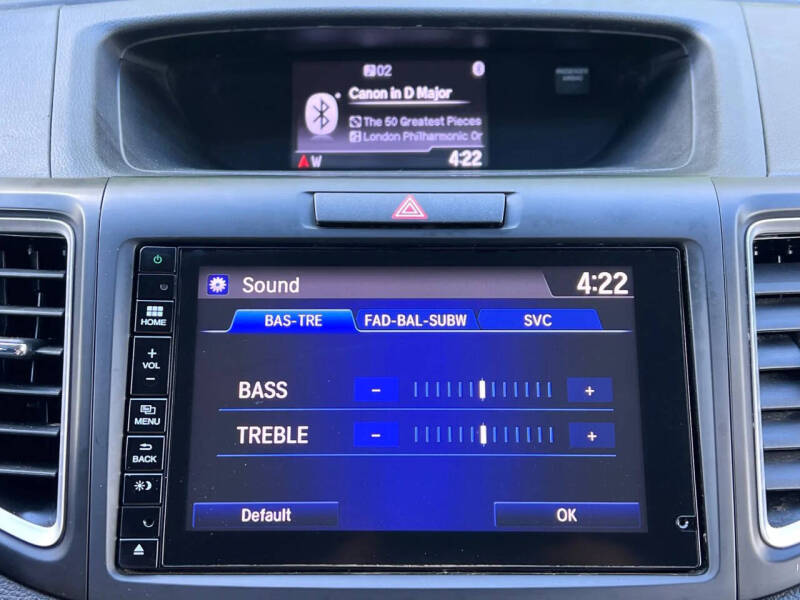 02
Canon in D Major
The 50 Greatest Pieces
London Philharmonic Or
W
4:22
Sound
4:22
BAS-TRE
FAD-BAL-SUBW
SVC
HOME
+
VOL
-
MENU
BACK
BASS - +
TREBLE - +
Default
OK